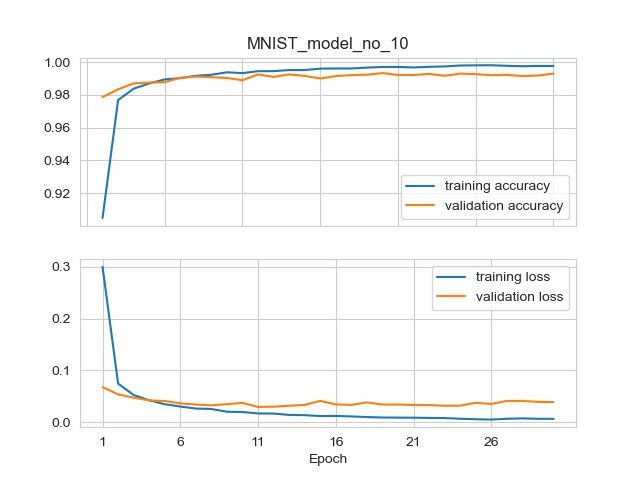 MNIST_model_no_10
1.00
0.98
0.96
0.94
0.92
training accuracy
validation accuracy
0.3
0.2
0.1
0.0
training loss
validation loss
1 6 11 16 21 26
Epoch